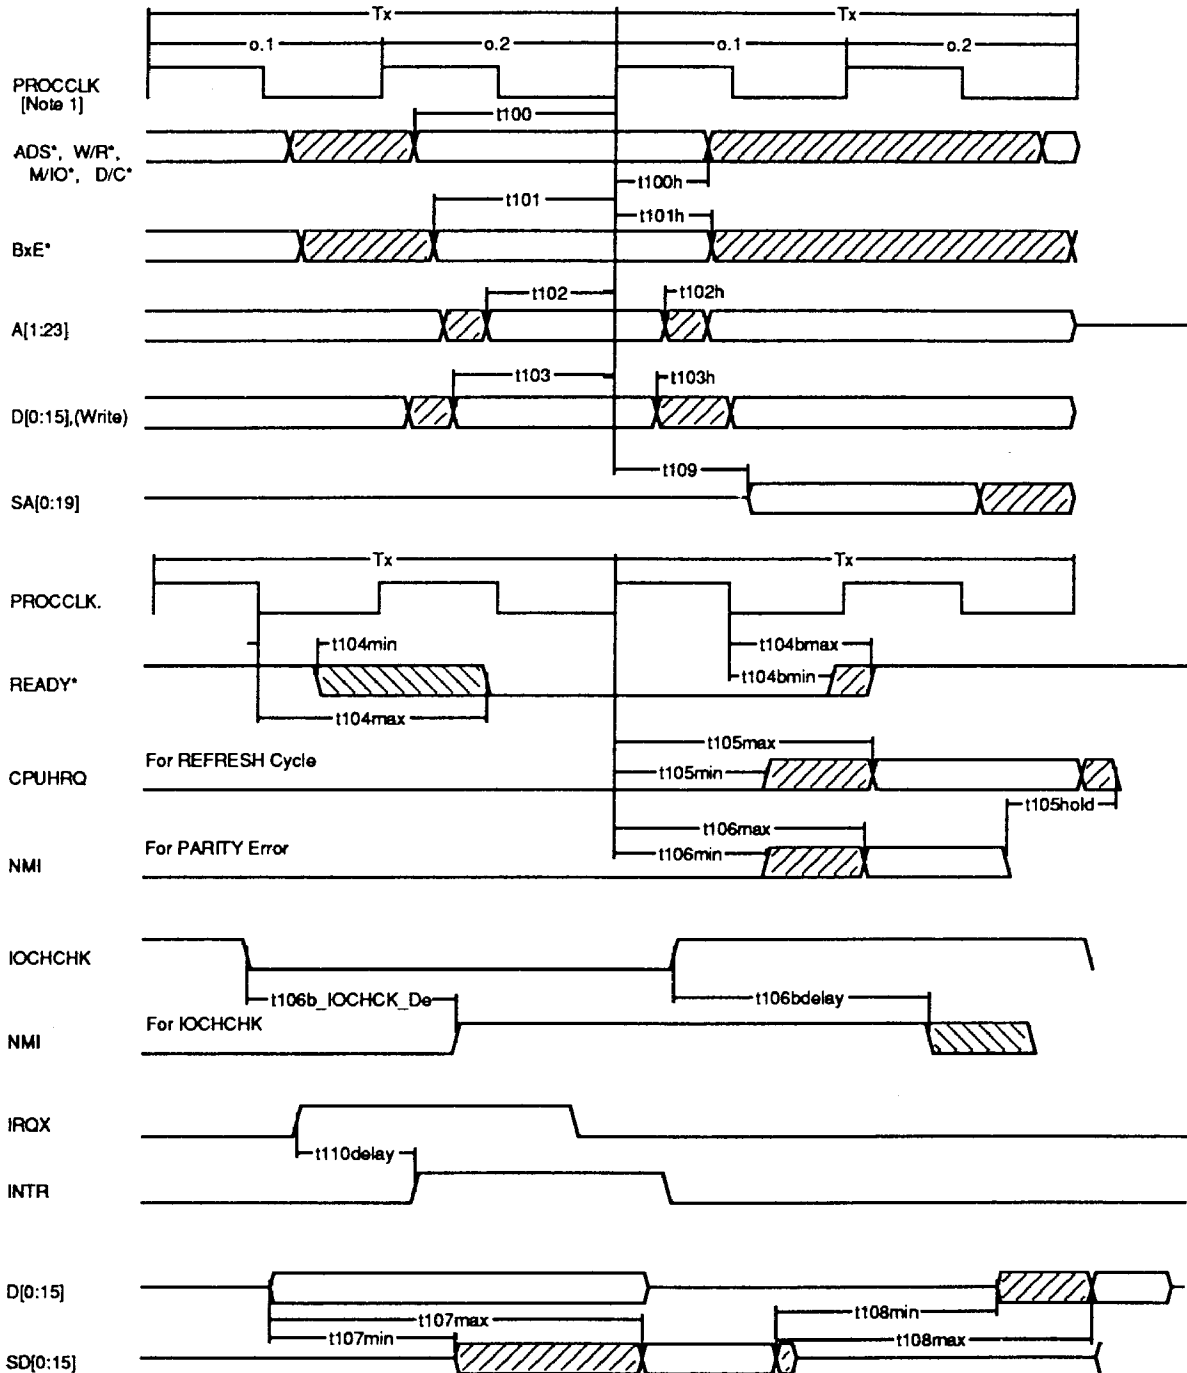 Tx Tx
o.1 o.2 o.1 o.2
PROCCLK
[Note 1]
t100
ADS*, W/R*,
M/IO*, D/C*
t100h
t101
t101h
BxE*
t102 t102h
A[1:23]
t103 t103h
D[0:15],(Write)
t109
SA[0:19]
Tx Tx
PROCCLK.
t104min t104bmax
READY*
t104bmin
t104max
t105max
For REFRESH Cycle
t105min
CPUHRQ
t105hold
t106max
For PARITY Error
t106min
NMI
IOCHCHK
t106b_IOCHCK_De t106bdelay
For IOCHCHK
NMI
IRQX
t110delay
INTR
D[0:15]
t107max t108min
t107min t108max
SD[0:15]